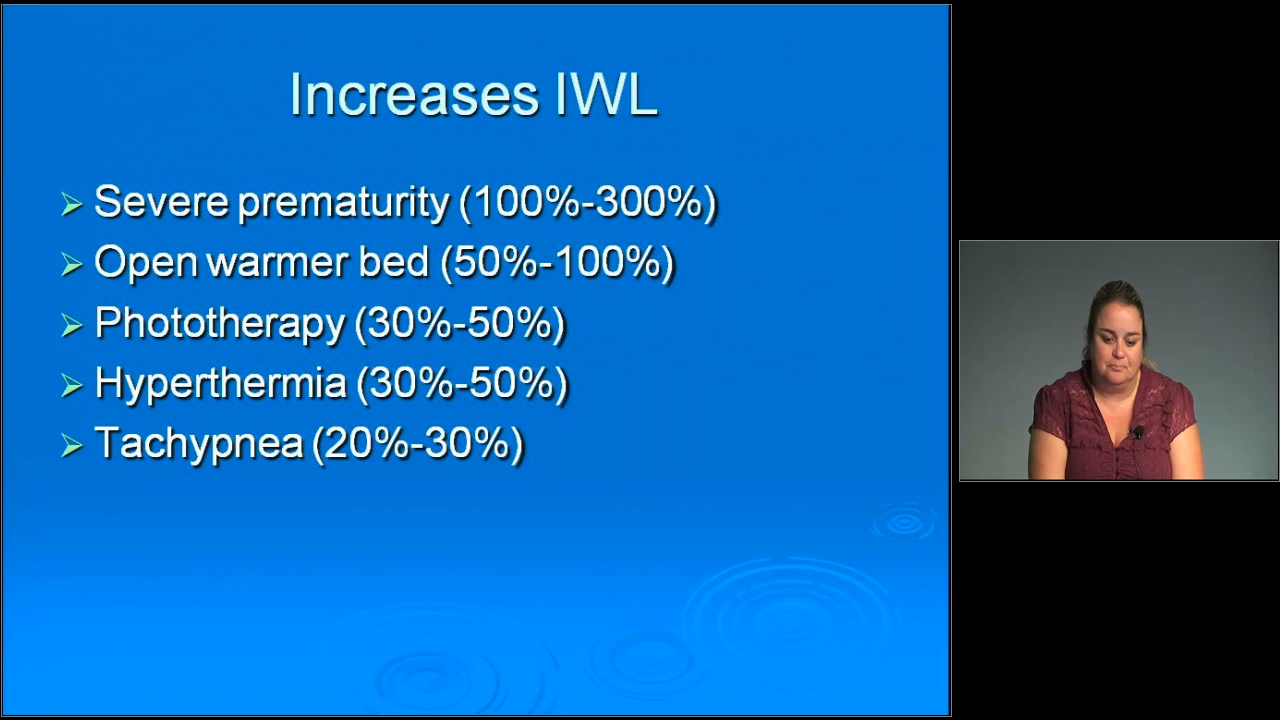 Increases IWL
Severe prematurity (100%-300%)
Open warmer bed (50%-100%)
Phototherapy (30%-50%)
Hyperthermia (30%-50%)
Tachypnea (20%-30%)